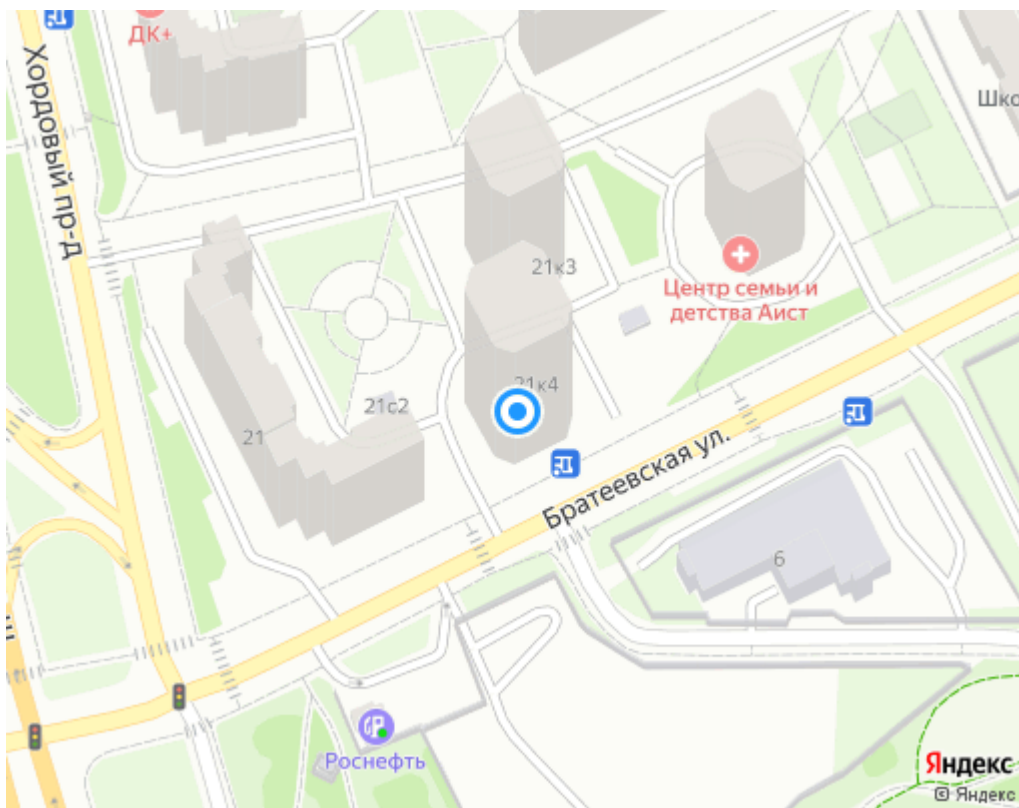 ДК+
Хордовый пр-д
Шко
21к3
Центр семьи и
детства Аист
21к4
21с2
21
Братеевская ул.
6
Роснефть
Яндекс
© Яндекс